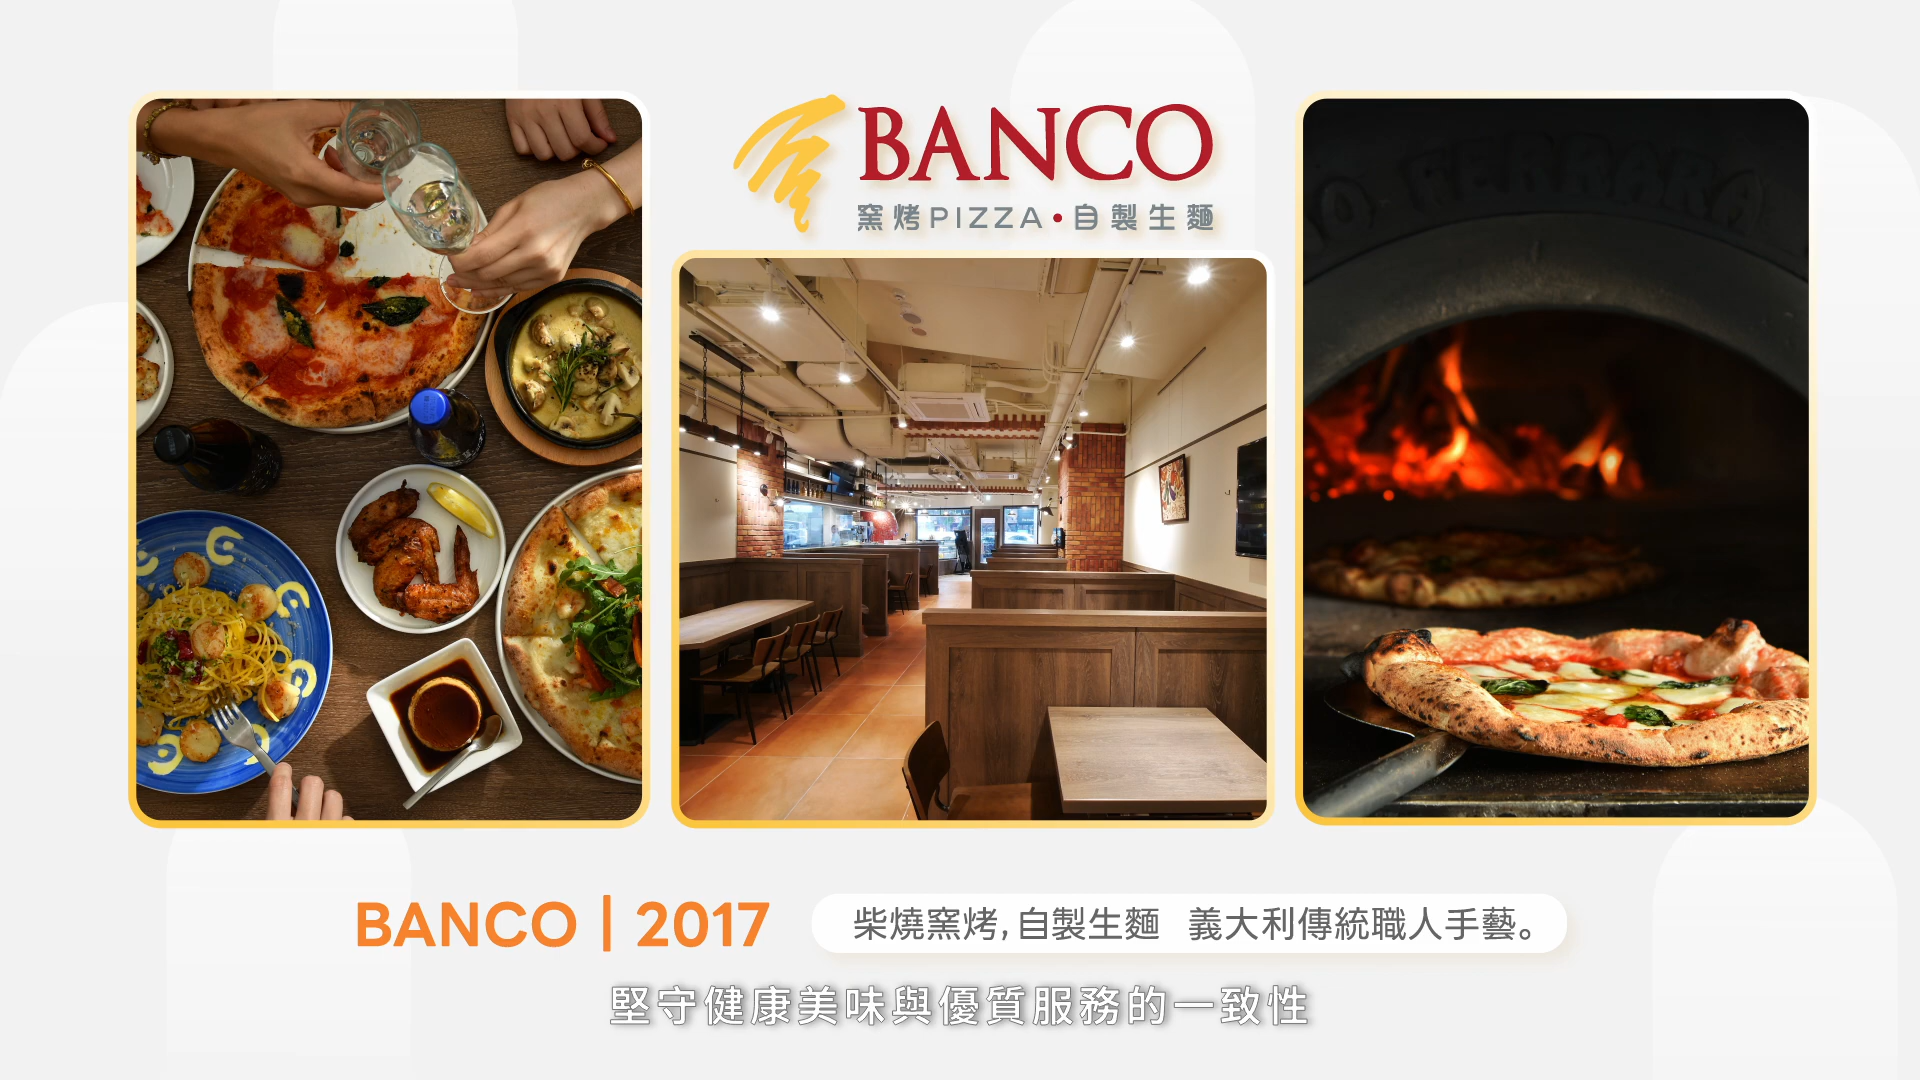 BANCO
窯烤PIZZA•自製生麵
FERRARA
BANCO | 2017
柴燒窯烤,自製生麵 義大利傳統職人手藝。
堅守健康美味與優質服務的一致性